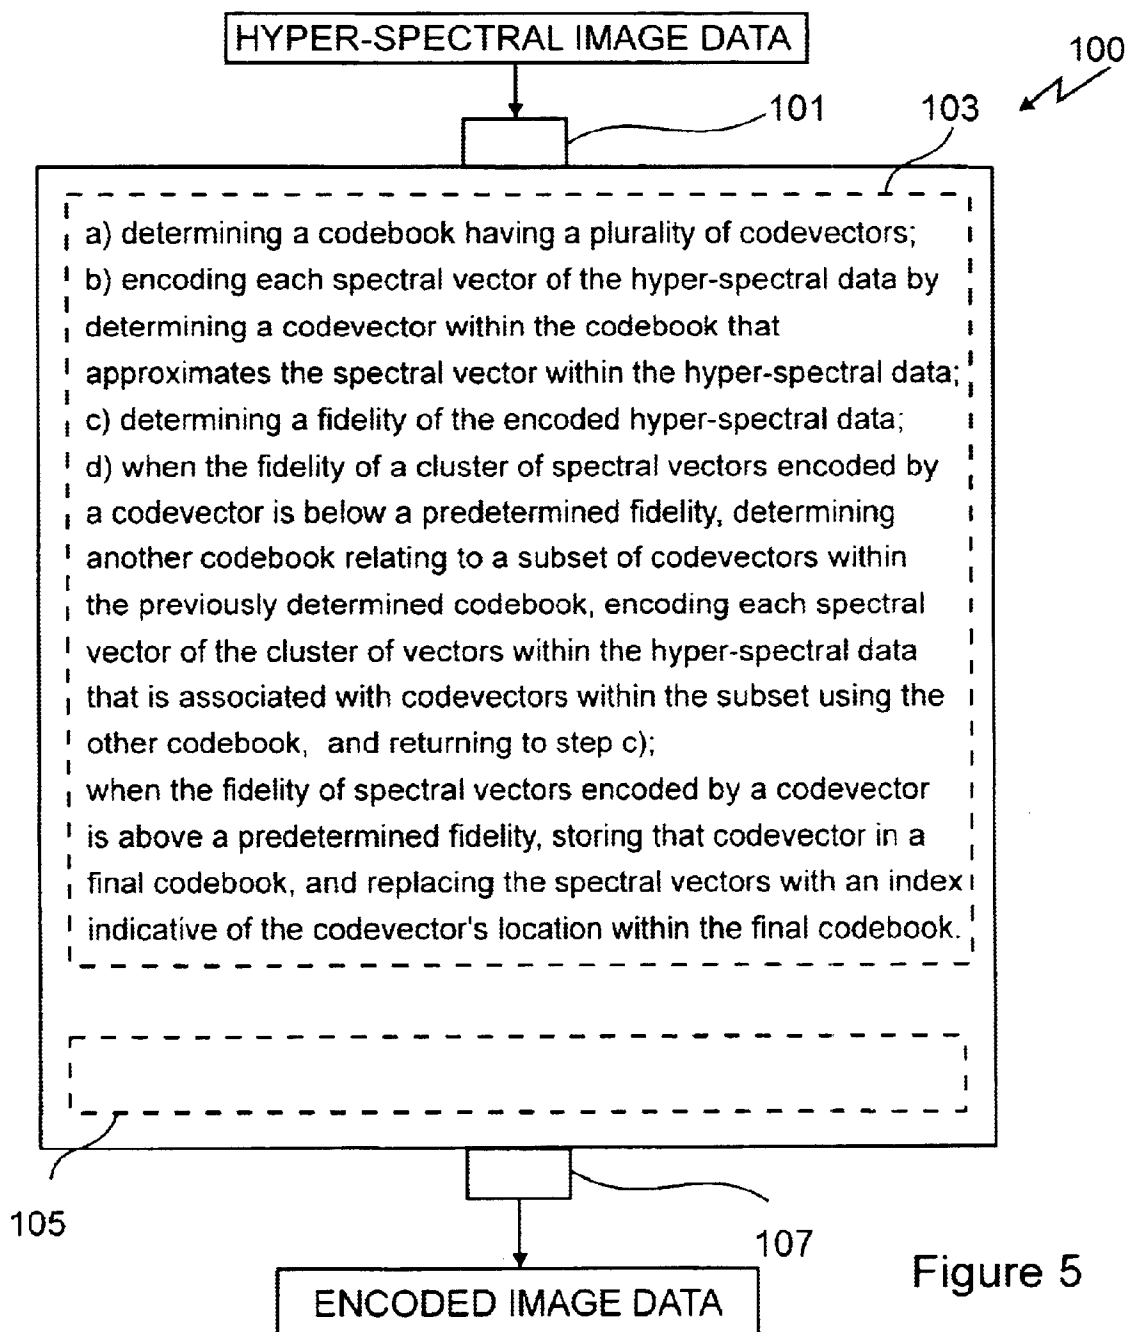 HYPER-SPECTRAL IMAGE DATA
100
101
103
a) determining a codebook having a plurality of codevectors;
b) encoding each spectral vector of the hyper-spectral data by
determining a codevector within the codebook that
approximates the spectral vector within the hyper-spectral data;
c) determining a fidelity of the encoded hyper-spectral data;
d) when the fidelity of a cluster of spectral vectors encoded by
a codevector is below a predetermined fidelity, determining
another codebook relating to a subset of codevectors within
the previously determined codebook, encoding each spectral
vector of the cluster of vectors within the hyper-spectral data
that is associated with codevectors within the subset using the
other codebook, and returning to step c);
when the fidelity of spectral vectors encoded by a codevector
is above a predetermined fidelity, storing that codevector in a
final codebook, and replacing the spectral vectors with an index
indicative of the codevector's location within the final codebook.
105
107
Figure 5
ENCODED IMAGE DATA